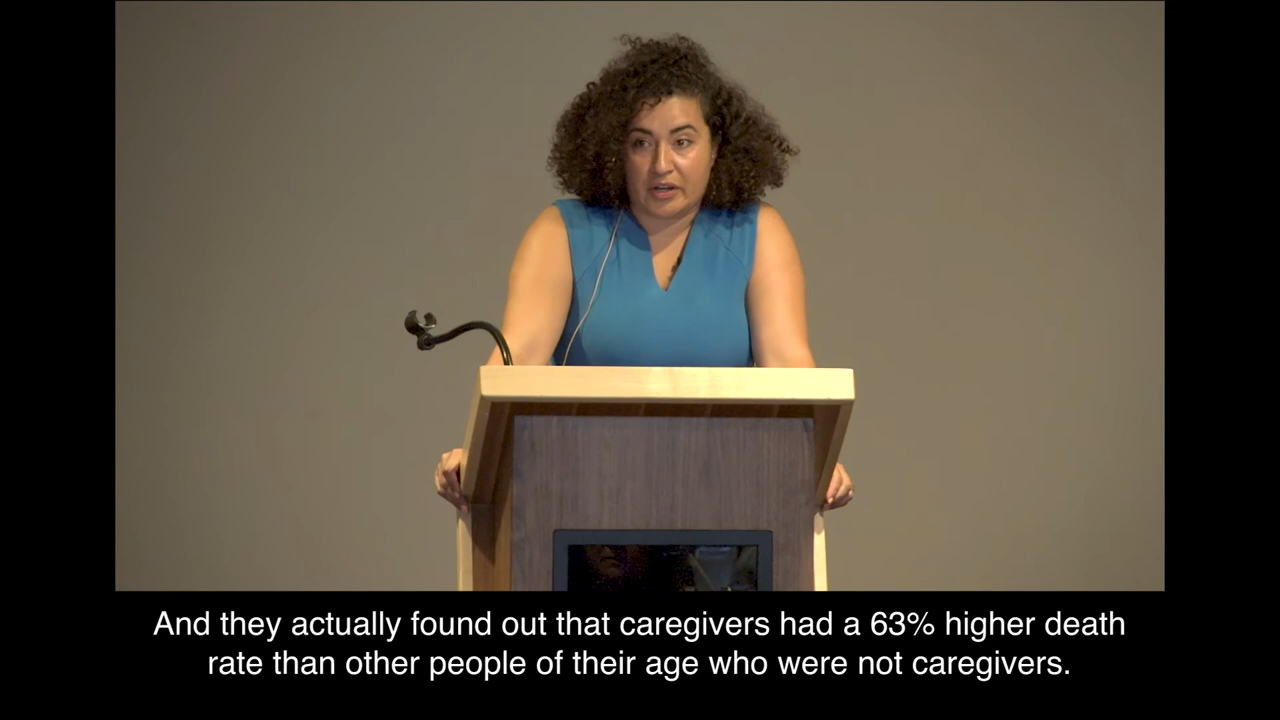 And they actually found out that caregivers had a 63% higher death
rate than other people of their age who were not caregivers.